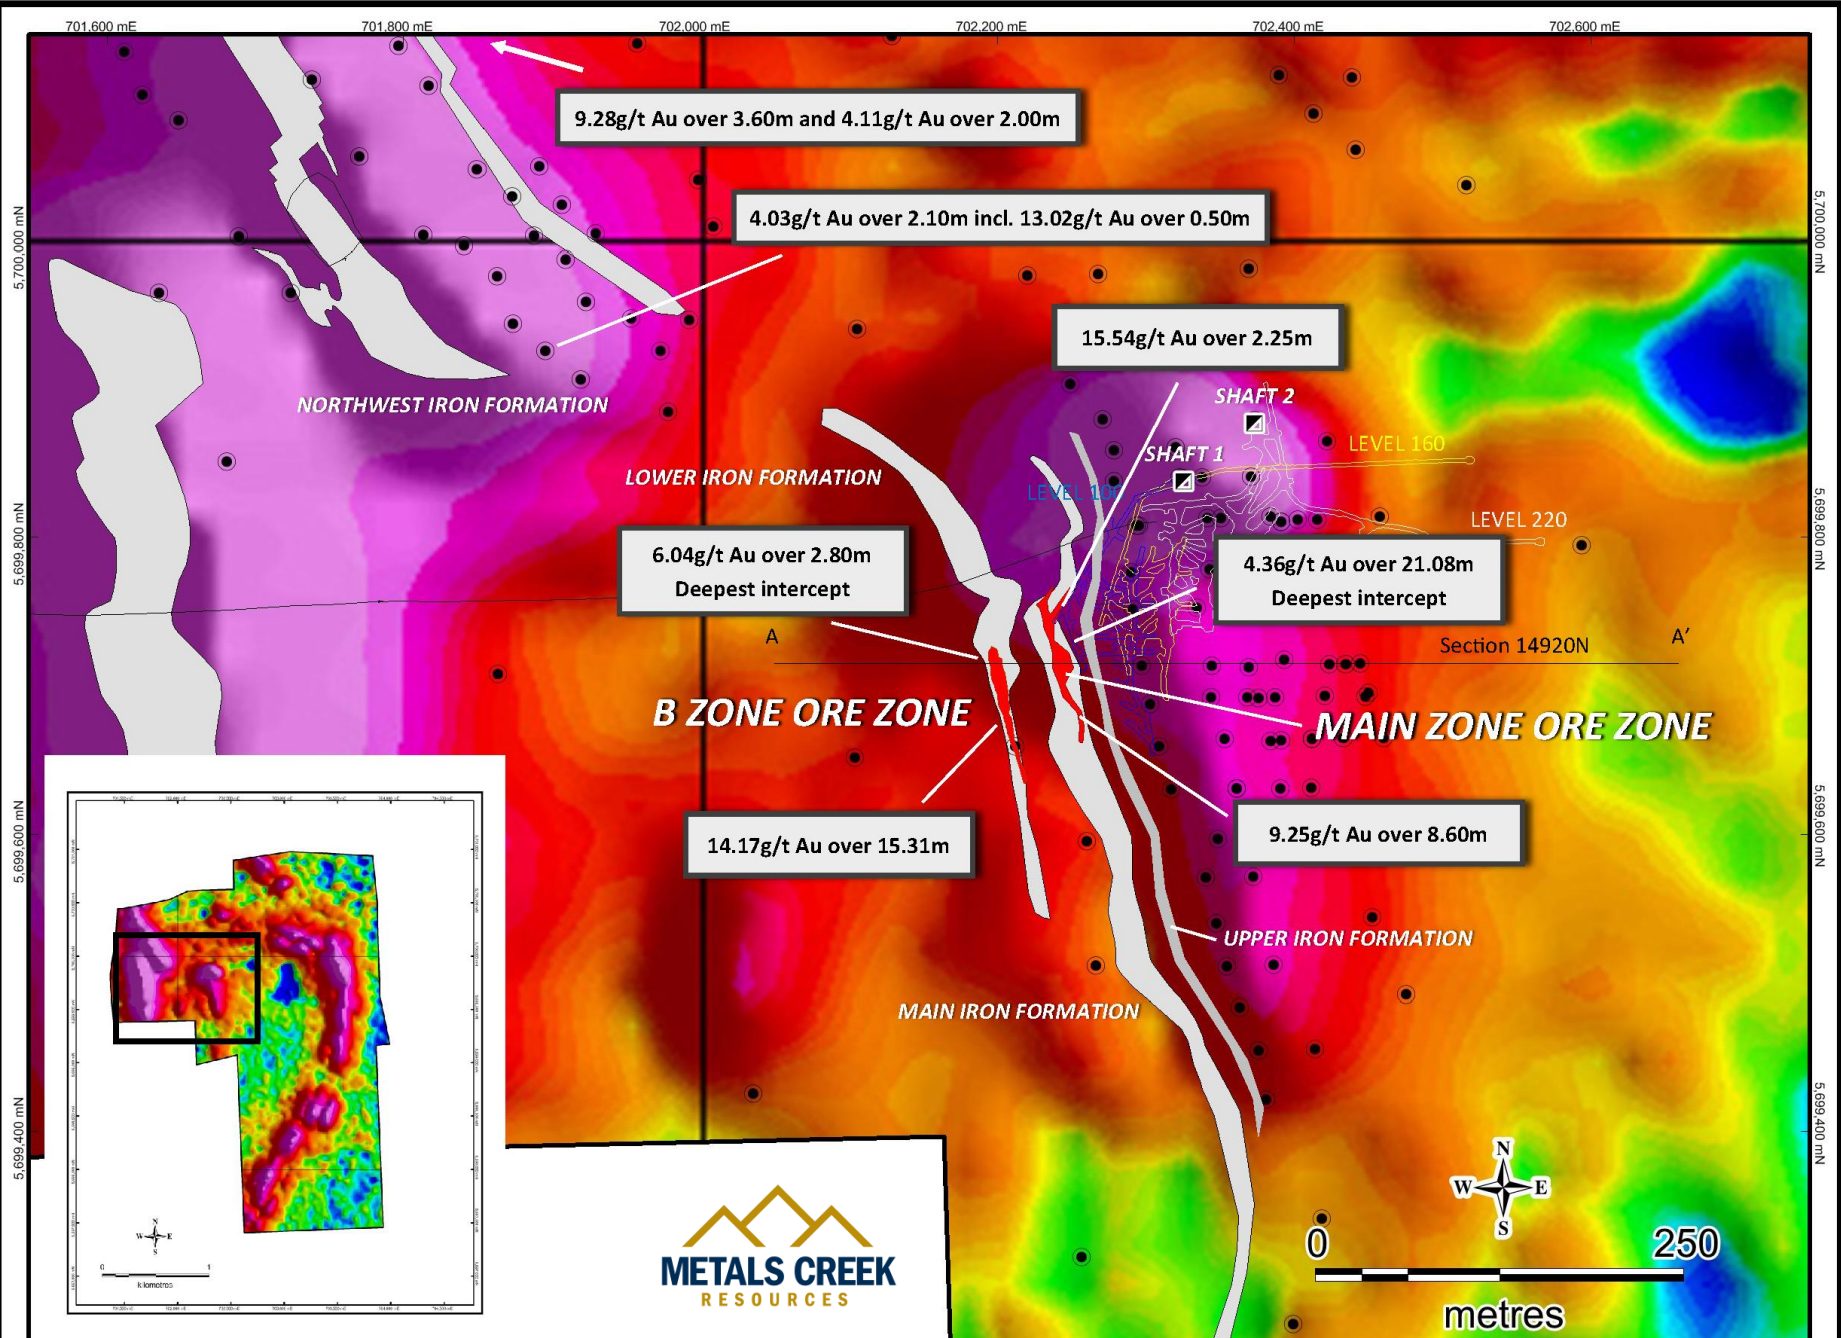 701,600 mE
701,800 mE
702,000 mE
702,200 mE
702,400 mE
702,600 mE
9.28g/t Au over 3.60m and 4.11g/t Au over 2.00m
4.03g/t Au over 2.10m incl. 13.02g/t Au over 0.50m
5,700,000 mN
5,700,000 mN
15.54g/t Au over 2.25m
SHAFT 2
NORTHWEST IRON FORMATION
LEVEL 160
SHAFT 1
LOWER IRON FORMATION
LEVEL 100
LEVEL 220
5,699,800 mN
5,699,800 mN
6.04g/t Au over 2.80m
Deepest intercept
4.36g/t Au over 21.08m
Deepest intercept
A
A'
Section 14920N
B ZONE ORE ZONE
MAIN ZONE ORE ZONE
5,699,600 mN
5,699,600 mN
14.17g/t Au over 15.31m
9.25g/t Au over 8.60m
UPPER IRON FORMATION
MAIN IRON FORMATION
5,699,400 mN
5,699,400 mN
N
W E
S
0 250
metres
N
W E
S
0 1
kilometres
METALS CREEK
RESOURCES